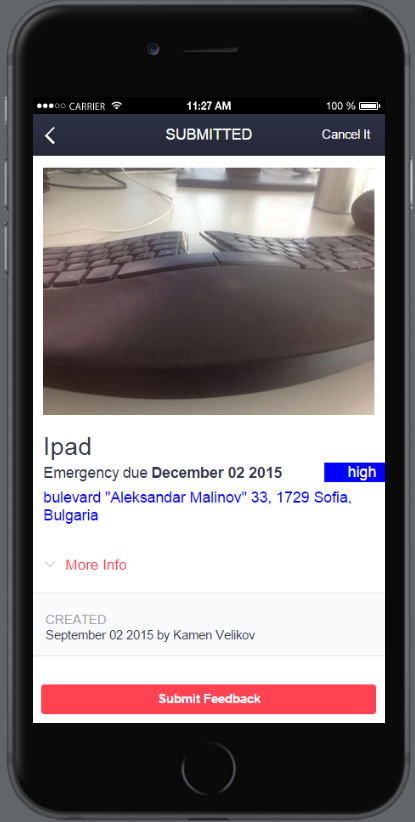 CARRIER 11:27 AM 100 %
SUBMITTED Cancel It
Ipad
Emergency due December 02 2015 high
bulevard "Aleksandar Malinov" 33, 1729 Sofia,
Bulgaria
More Info
CREATED
September 02 2015 by Kamen Velikov
Submit Feedback